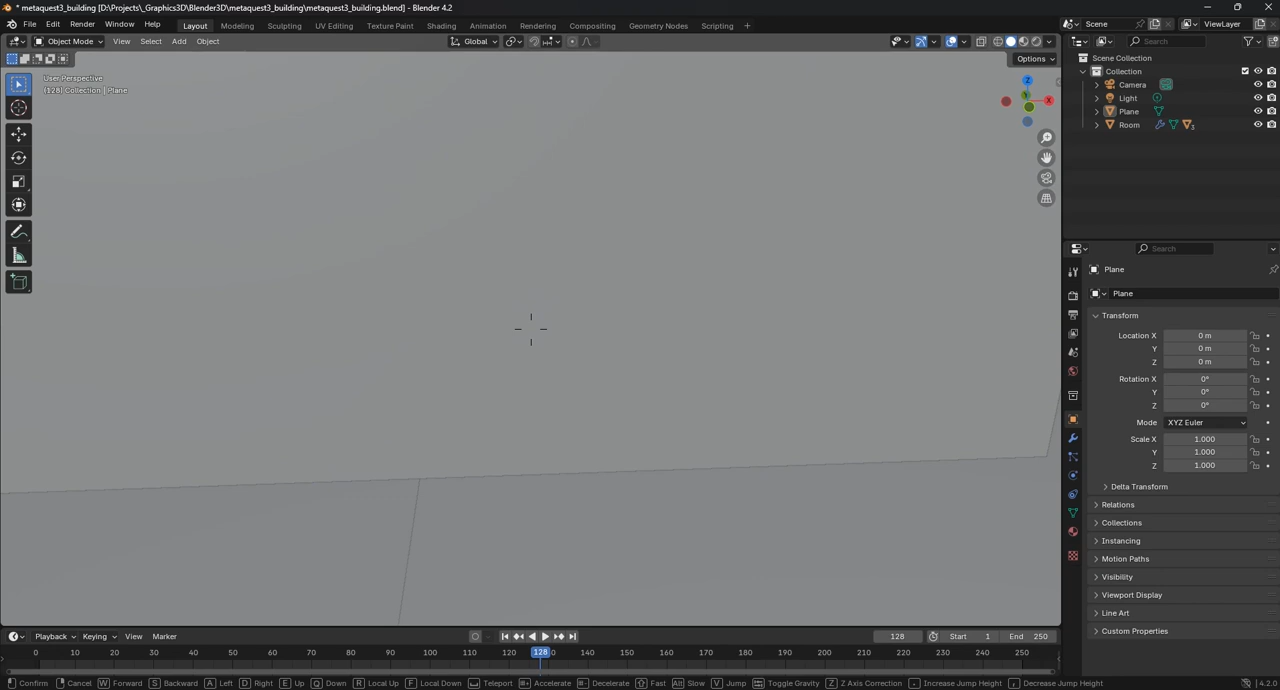 * metaquest3_building [D:\Projects\_Graphics3D\Blender3D\metaquest3_building\metaquest3_building.blend] - Blender 4.2
File Edit Render Window Help Layout Modeling Sculpting UV Editing Texture Paint Shading Animation Rendering Compositing Geometry Nodes Scripting + Scene ViewLayer
Object Mode View Select Add Object Global Search
Options
User Perspective
(128) Collection | Plane
Z
Y
X
Scene Collection
Collection
Camera
Light
Plane
Room 3
Search
Plane
Plane
Transform
Location X 0 m
Y 0 m
Z 0 m
Rotation X 0°
Y 0°
Z 0°
Mode XYZ Euler
Scale X 1.000
Y 1.000
Z 1.000
Delta Transform
Relations
Collections
Instancing
Motion Paths
Visibility
Viewport Display
Line Art
Custom Properties
Playback Keying View Marker 128 Start 1 End 250
0 10 20 30 40 50 60 70 80 90 100 110 120 128 140 150 160 170 180 190 200 210 220 230 240 250
Confirm Cancel W Forward S Backward A Left D Right E Up Q Down R Local Up F Local Down Teleport Accelerate Decelerate Fast Alt Slow V Jump Toggle Gravity Z Z Axis Correction . Increase Jump Height , Decrease Jump Height 4.2.0